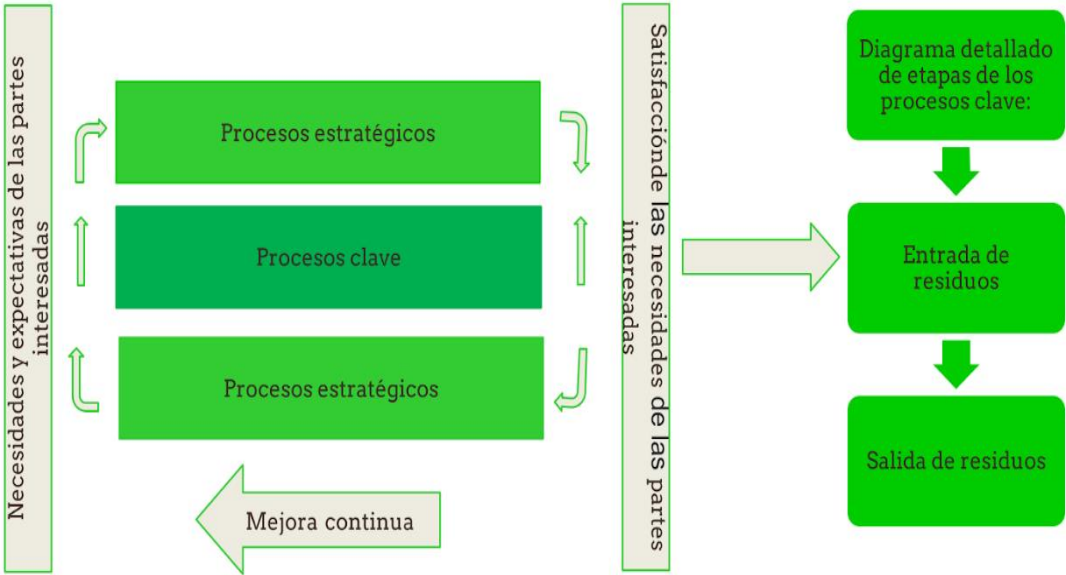 Necesidades y expectativas de las partes
interesadas
Procesos estratégicos
Procesos clave
Procesos estratégicos
Mejora continua
Satisfacciónde las necesidades de las partes
interesadas
Diagrama detallado
de etapas de los
procesos clave:
Entrada de
residuos
Salida de residuos